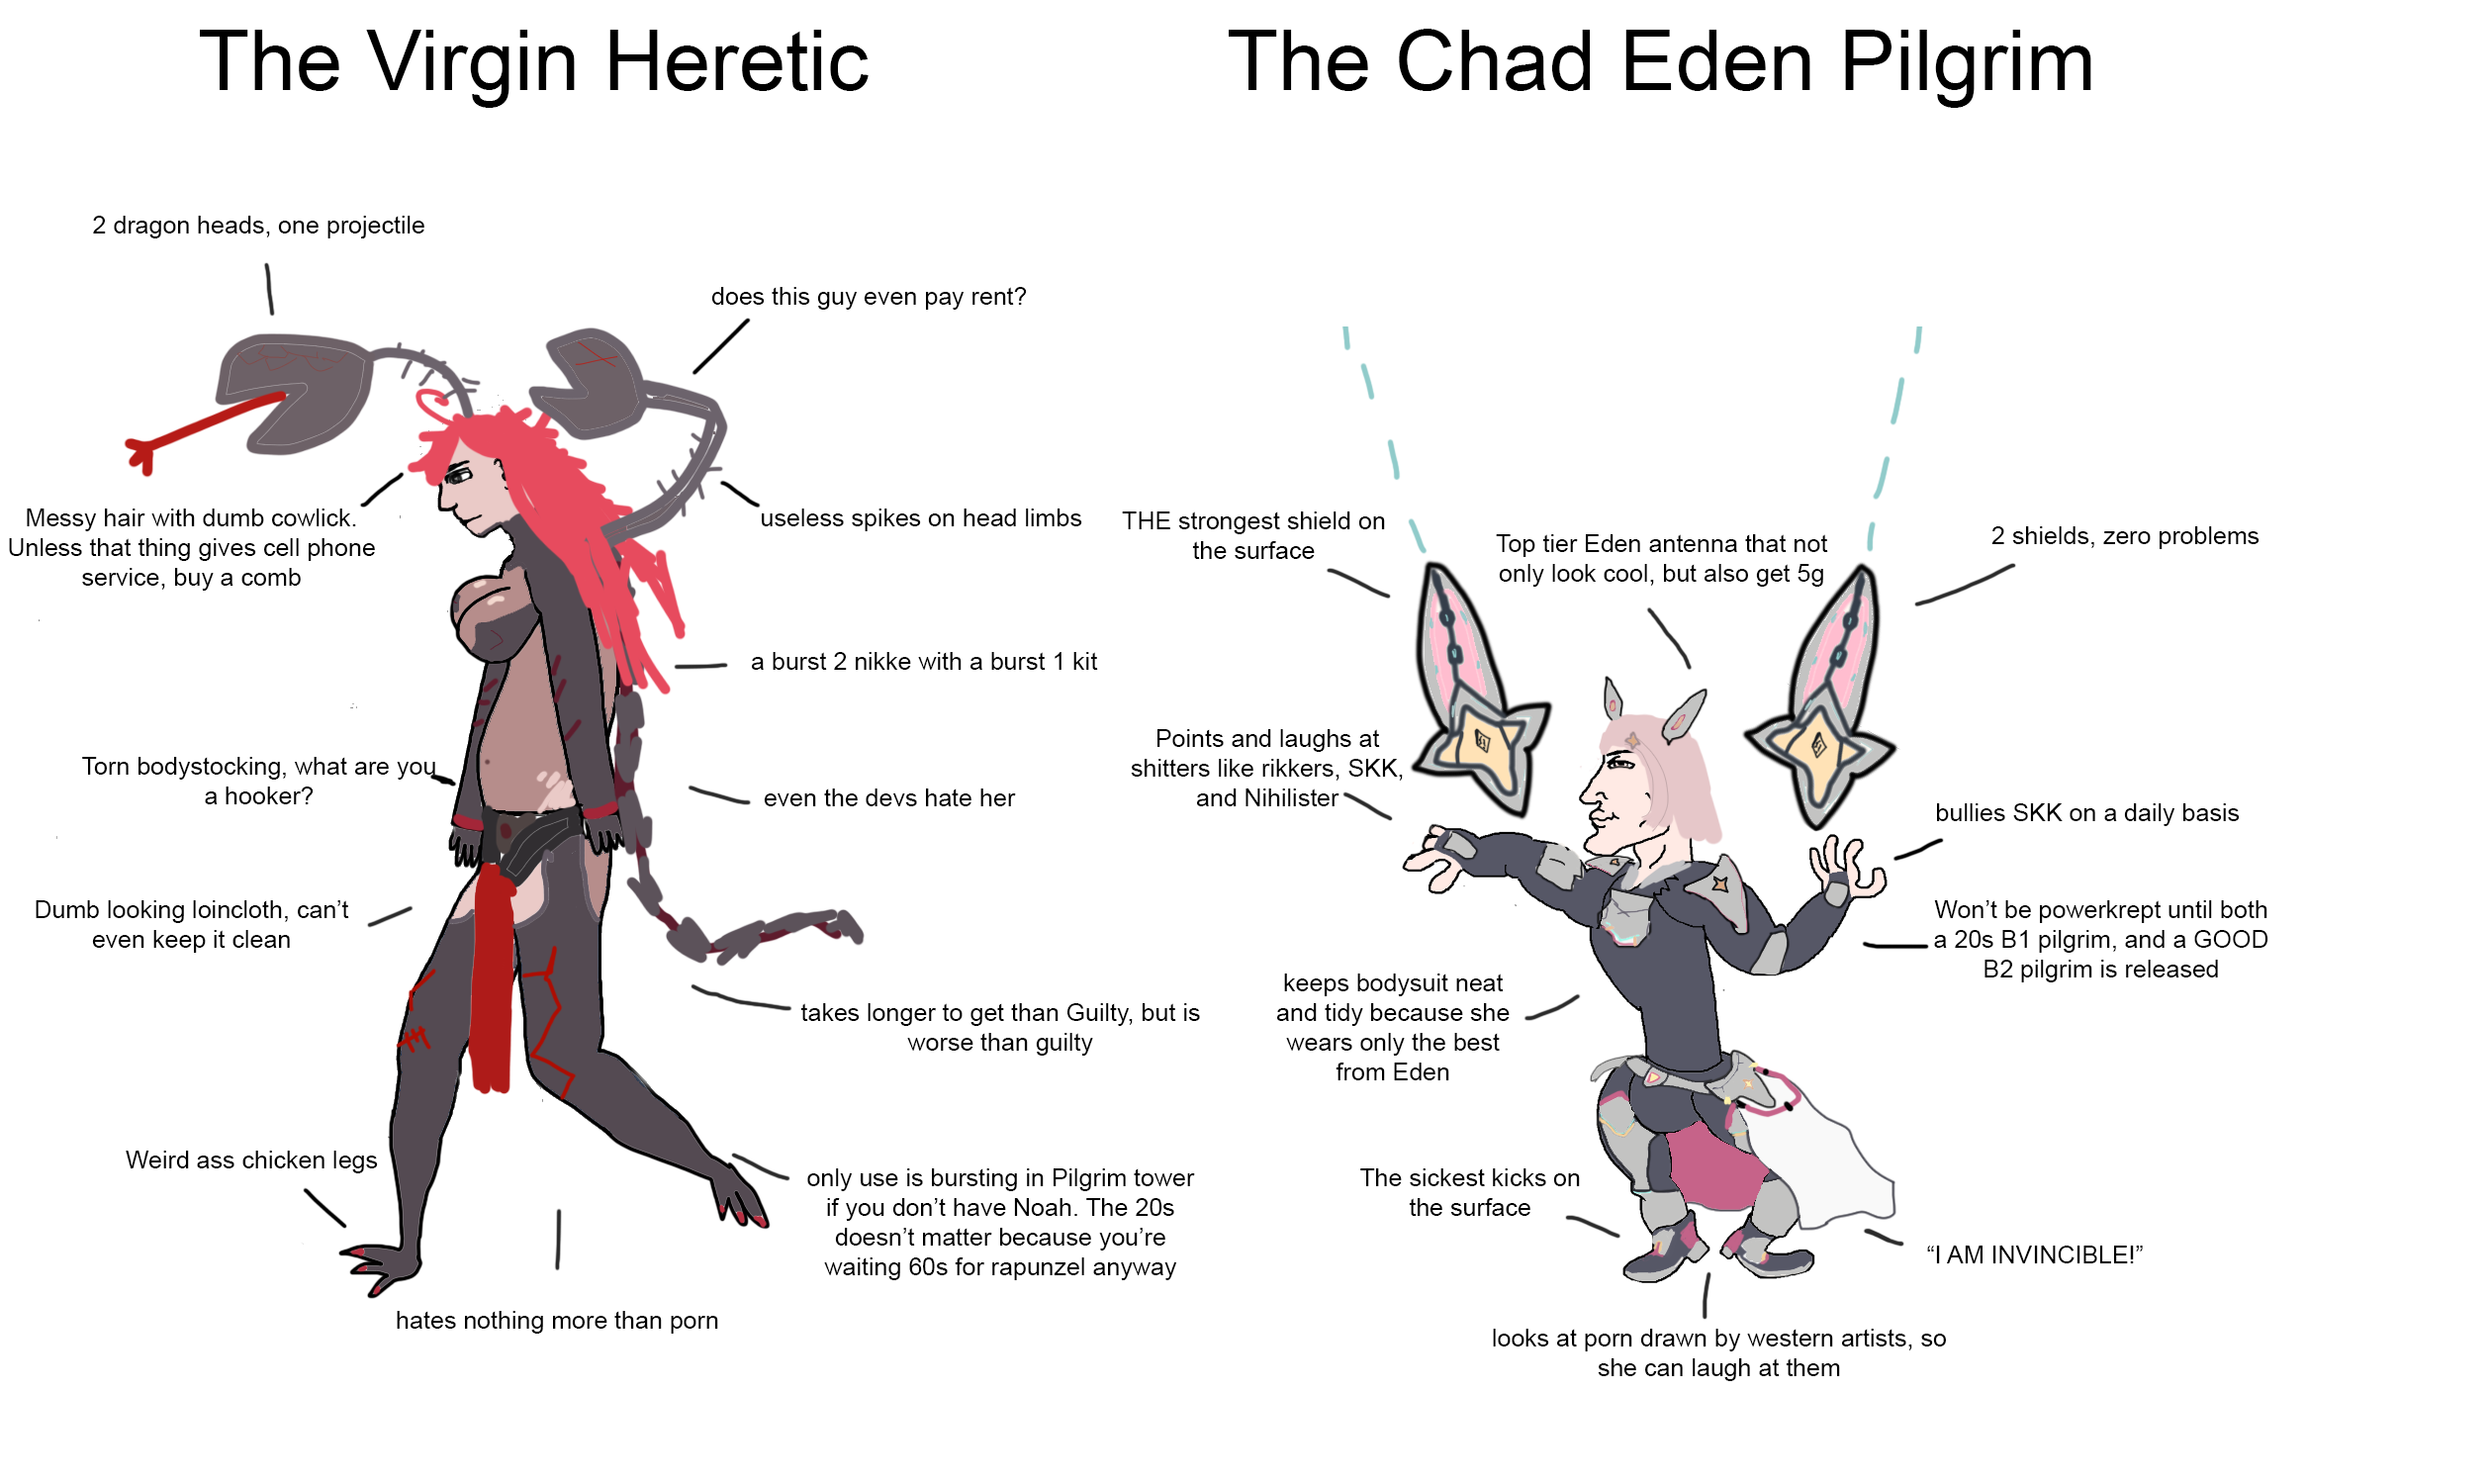 The Virgin Heretic
2 dragon heads, one projectile
does this guy even pay rent?
Messy hair with dumb cowlick.
Unless that thing gives cell phone
service, buy a comb
useless spikes on head limbs
a burst 2 nikke with a burst 1 kit
Torn bodystocking, what are you
a hooker?
even the devs hate her
Dumb looking loincloth, can't
even keep it clean
takes longer to get than Guilty, but is
worse than guilty
Weird ass chicken legs
only use is bursting in Pilgrim tower
if you don't have Noah. The 20s
doesn't matter because you're
waiting 60s for rapunzel anyway
hates nothing more than porn
The Chad Eden Pilgrim
THE strongest shield on
the surface
Top tier Eden antenna that not
only look cool, but also get 5g
2 shields, zero problems
Points and laughs at
shitters like rikkers, SKK,
and Nihilister
bullies SKK on a daily basis
Won't be powerkrept until both
a 20s B1 pilgrim, and a GOOD
B2 pilgrim is released
keeps bodysuit neat
and tidy because she
wears only the best
from Eden
The sickest kicks on
the surface
"I AM INVINCIBLE!"
looks at porn drawn by western artists, so
she can laugh at them